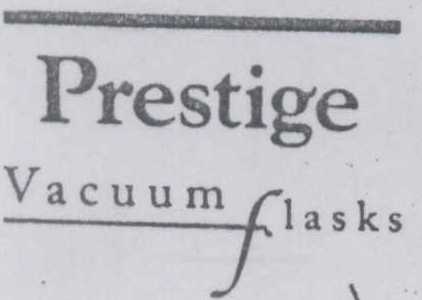 Prestige
Vacuum flasks